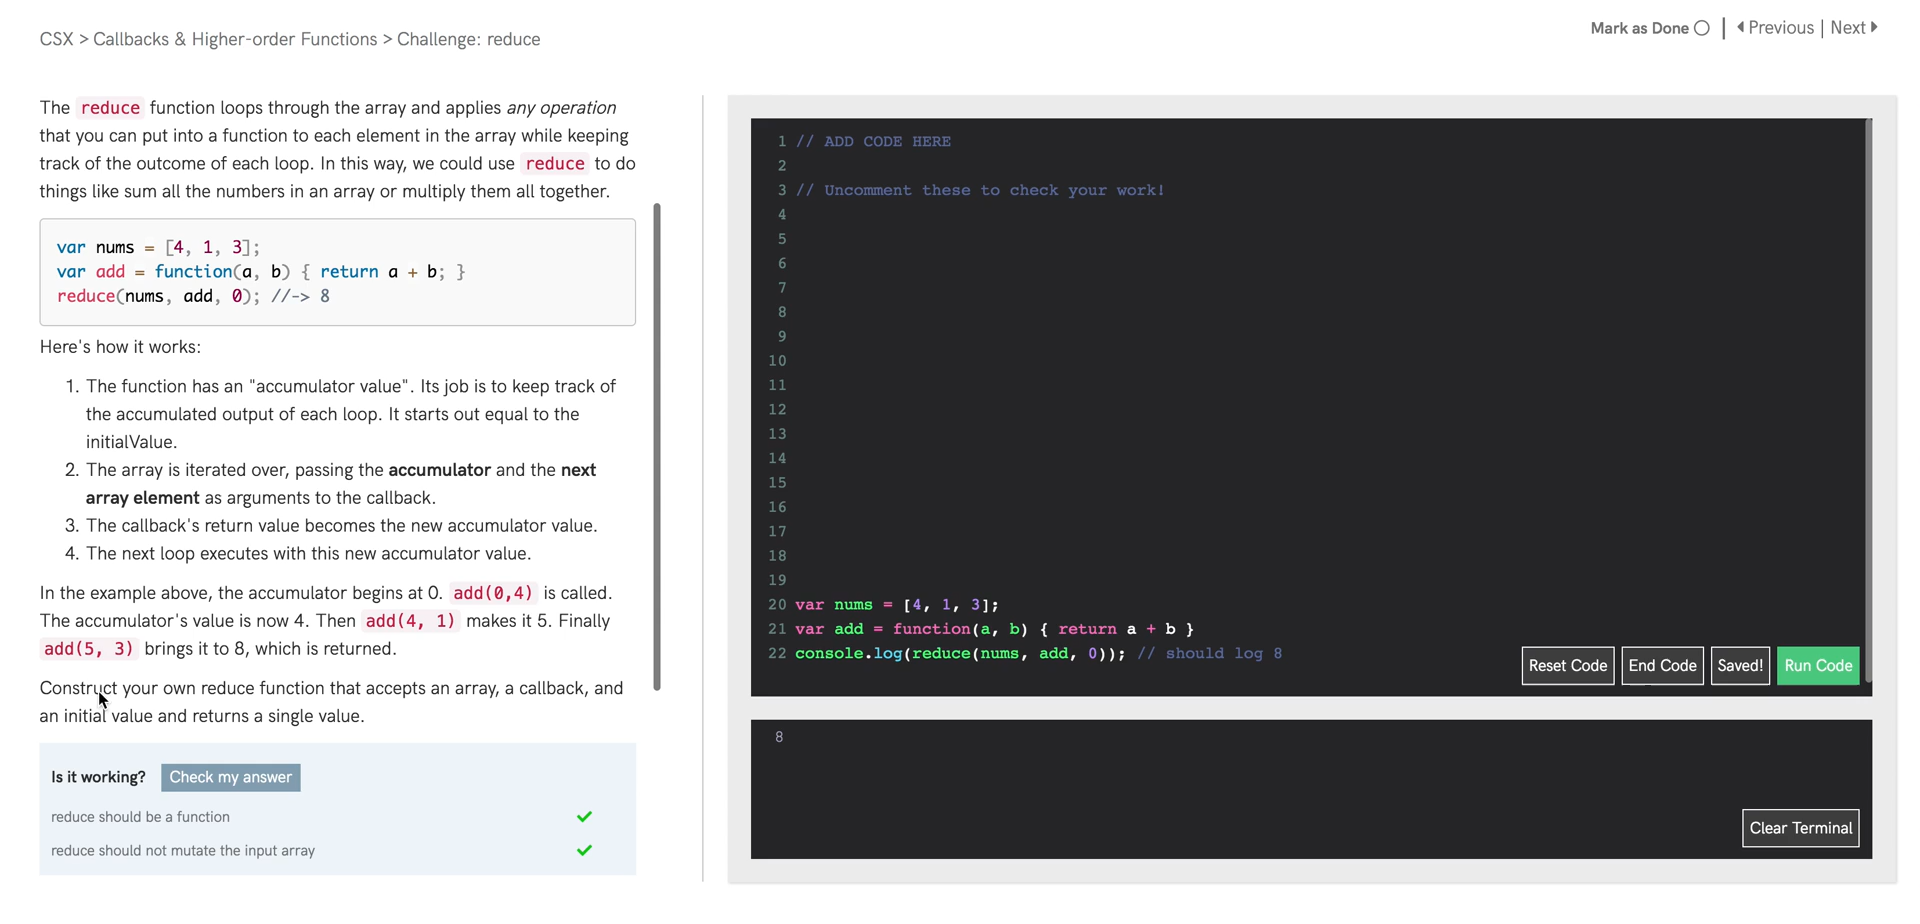 CSX > Callbacks & Higher-order Functions > Challenge: reduce
Mark as Done
Previous | Next
The reduce function loops through the array and applies any operation
that you can put into a function to each element in the array while keeping
track of the outcome of each loop. In this way, we could use reduce to do
things like sum all the numbers in an array or multiply them all together.
var nums = [4, 1, 3];
var add = function(a, b) { return a + b; }
reduce(nums, add, 0); //-> 8
Here's how it works:
1. The function has an "accumulator value". Its job is to keep track of
the accumulated output of each loop. It starts out equal to the
initialValue.
2. The array is iterated over, passing the accumulator and the next
array element as arguments to the callback.
3. The callback's return value becomes the new accumulator value.
4. The next loop executes with this new accumulator value.
In the example above, the accumulator begins at 0. add(0,4) is called.
The accumulator's value is now 4. Then add(4, 1) makes it 5. Finally
add(5, 3) brings it to 8, which is returned.
Construct your own reduce function that accepts an array, a callback, and
an initial value and returns a single value.
Is it working? Check my answer
reduce should be a function
reduce should not mutate the input array
1 // ADD CODE HERE
2
3 // Uncomment these to check your work!
4
5
6
7
8
9
10
11
12
13
14
15
16
17
18
19
20 var nums = [4, 1, 3];
21 var add = function(a, b) { return a + b }
22 console.log(reduce(nums, add, 0)); // should log 8
Reset Code
End Code
Saved!
Run Code
8
Clear Terminal